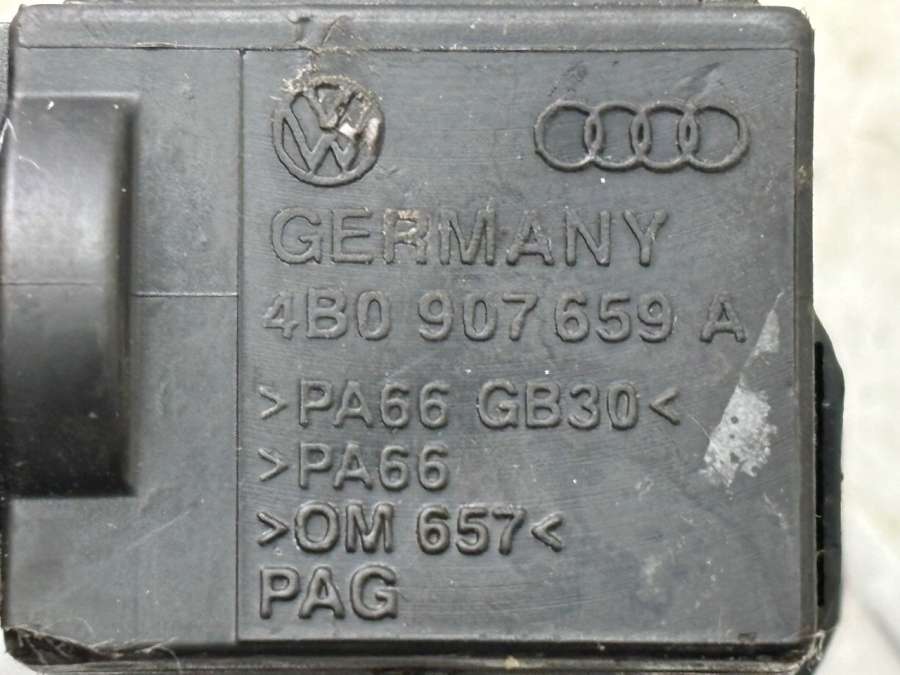 GERMANY
4B0 907 659 A
>PA66 GB30<
>PA66
>OM 657<
PAG